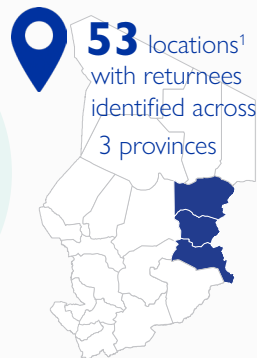 53 locations¹
with returnees
identified across
3 provinces